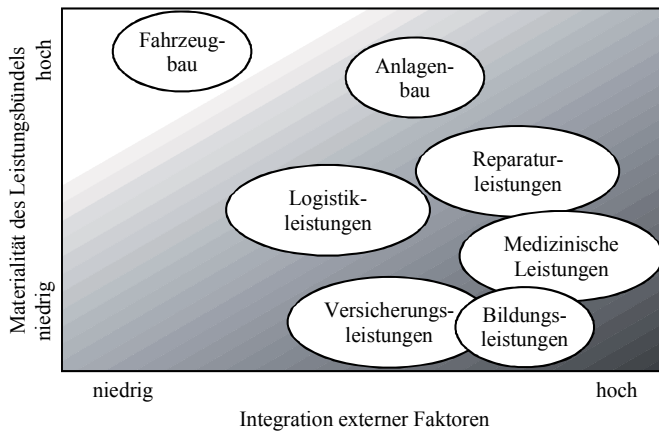 Materialität des Leistungsbündels
hoch
niedrig
Fahrzeug-
bau
Anlagen-
bau
Reparatur-
leistungen
Logistik-
leistungen
Medizinische
Leistungen
Versicherungs-
leistungen
Bildungs-
leistungen
niedrig
hoch
Integration externer Faktoren